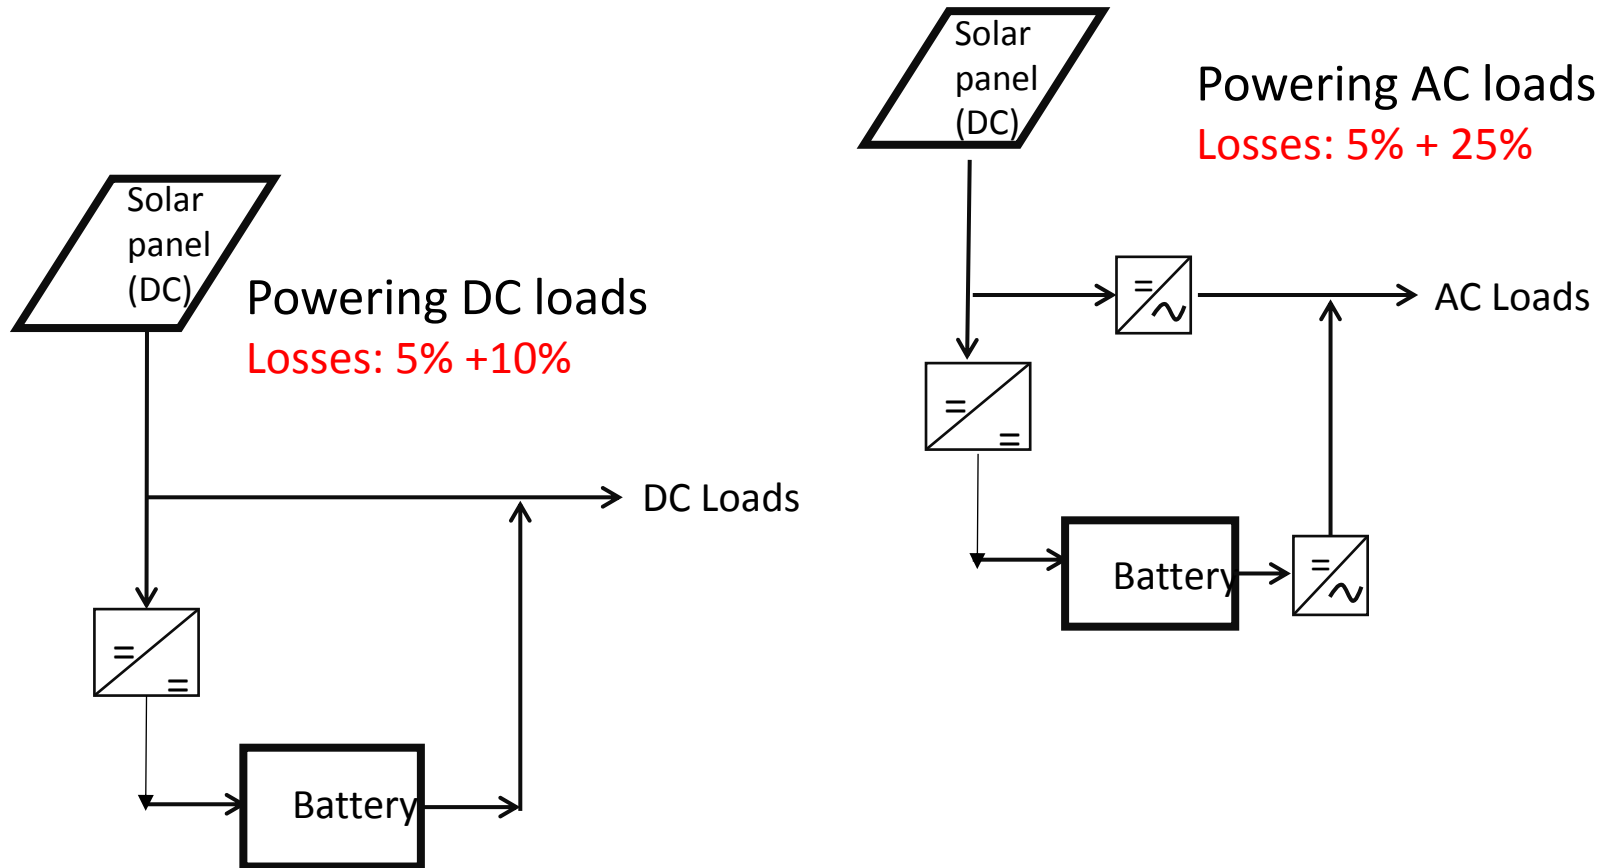 Solar
panel
(DC)
Powering DC loads
Losses: 5% +10%
DC Loads
=
=
Battery
Solar
panel
(DC)
Powering AC loads
Losses: 5% + 25%
=
~
AC Loads
=
=
Battery
=
~